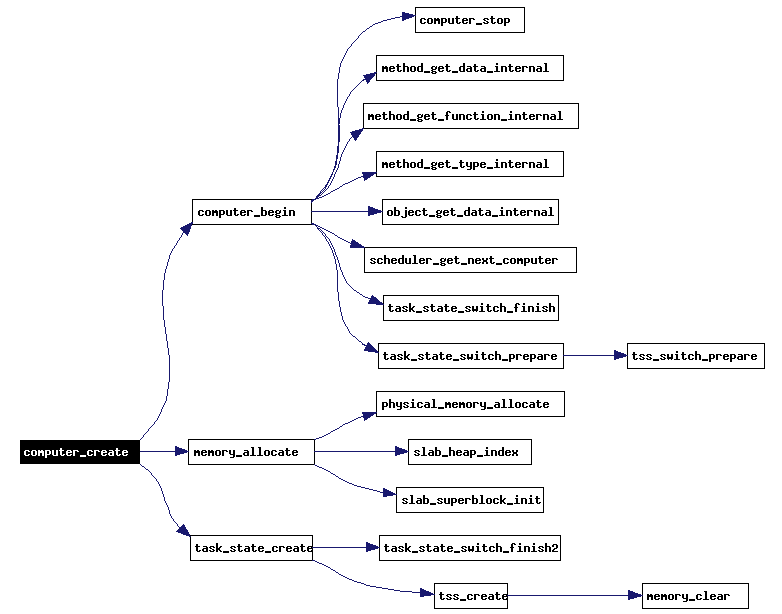 computer_stop
method_get_data_internal
method_get_function_internal
method_get_type_internal
computer_begin
object_get_data_internal
scheduler_get_next_computer
task_state_switch_finish
task_state_switch_prepare
tss_switch_prepare
physical_memory_allocate
computer_create
memory_allocate
slab_heap_index
slab_superblock_init
task_state_create
task_state_switch_finish2
tss_create
memory_clear